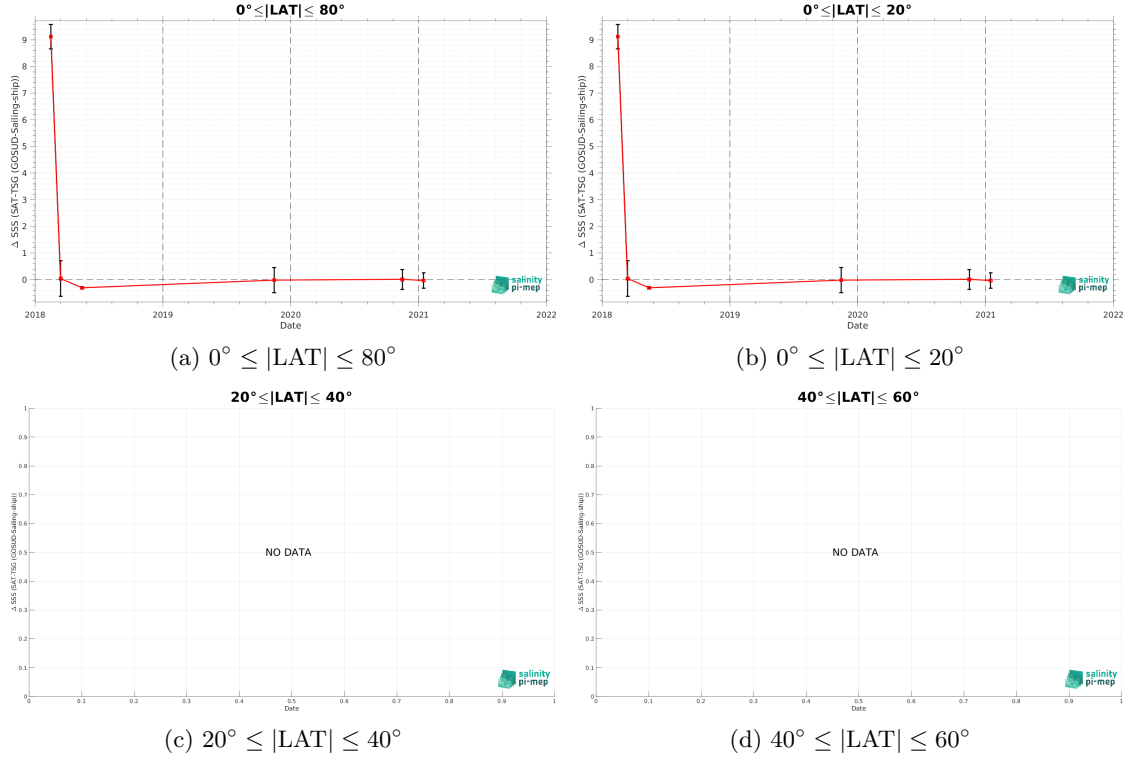 0°≤|LAT|≤ 80°
Δ SSS (SAT-TSG (GOSUD-Sailing-ship))
9
8
7
6
5
4
3
2
1
0
2018 2019 2020 2021 2022
Date
salinity
pi-mep
(a) 0° ≤ |LAT| ≤ 80°
0°≤|LAT|≤ 20°
Δ SSS (SAT-TSG (GOSUD-Sailing-ship))
9
8
7
6
5
4
3
2
1
0
2018 2019 2020 2021 2022
Date
salinity
pi-mep
(b) 0° ≤ |LAT| ≤ 20°
20°≤|LAT|≤ 40°
Δ SSS (SAT-TSG (GOSUD-Sailing-ship))
1
0.9
0.8
0.7
0.6
0.5
0.4
0.3
0.2
0.1
0
NO DATA
0 0.1 0.2 0.3 0.4 0.5 0.6 0.7 0.8 0.9 1
Date
salinity
pi-mep
(c) 20° ≤ |LAT| ≤ 40°
40°≤|LAT|≤ 60°
Δ SSS (SAT-TSG (GOSUD-Sailing-ship))
1
0.9
0.8
0.7
0.6
0.5
0.4
0.3
0.2
0.1
0
NO DATA
0 0.1 0.2 0.3 0.4 0.5 0.6 0.7 0.8 0.9 1
Date
salinity
pi-mep
(d) 40° ≤ |LAT| ≤ 60°